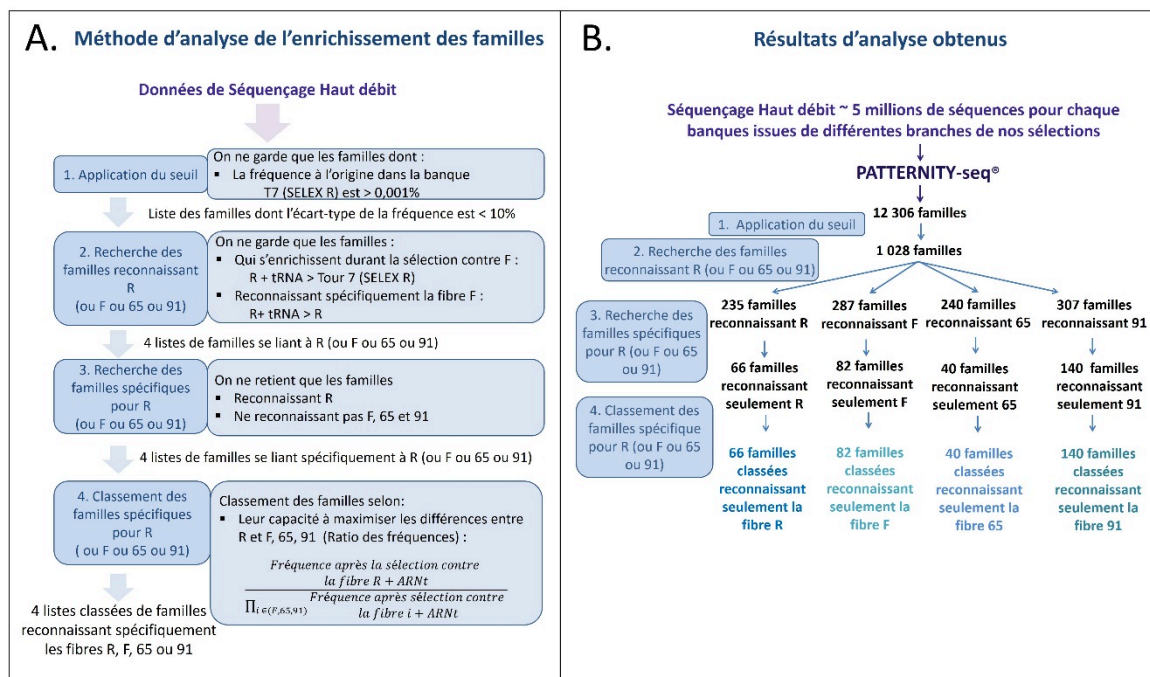 A. Méthode d'analyse de l'enrichissement des familles
Données de Séquençage Haut débit
1. Application du seuil
On ne garde que les familles dont :
▪ La fréquence à l'origine dans la banque
T7 (SELEX R) est > 0,001%
Liste des familles dont l'écart-type de la fréquence est < 10%
2. Recherche des
familles reconnaissant
R
(ou F ou 65 ou 91)
On ne garde que les familles :
▪ Qui s'enrichissent durant la sélection contre F :
R + tRNA > Tour 7 (SELEX R)
▪ Reconnaissant spécifiquement la fibre F :
R+ tRNA > R
4 listes de familles se liant à R (ou F ou 65 ou 91)
3. Recherche des
familles spécifiques
pour R
(ou F ou 65 ou 91)
On ne retient que les familles
▪ Reconnaissant R
▪ Ne reconnaissant pas F, 65 et 91
4 listes de familles se liant spécifiquement à R (ou F ou 65 ou 91)
4. Classement des
familles spécifiques
pour R
( ou F ou 65 ou 91)
Classement des familles selon:
▪ Leur capacité à maximiser les différences entre
R et F, 65, 91 (Ratio des fréquences) :
Fréquence après la sélection contre
la fibre R + ARNt
∏i ∈(F,65,91) Fréquence après sélection contre
la fibre i + ARNt
4 listes classées de familles
reconnaissant spécifiquement
les fibres R, F, 65 ou 91
B. Résultats d'analyse obtenus
Séquençage Haut débit ~ 5 millions de séquences pour chaque
banques issues de différentes branches de nos sélections
PATTERNITY-seq®
12 306 familles
1. Application du seuil
1 028 familles
2. Recherche des familles
reconnaissant R (ou F ou 65 ou 91)
235 familles
reconnaissant R
287 familles
reconnaissant F
240 familles
reconnaissant 65
307 familles
reconnaissant 91
3. Recherche des
familles spécifiques
pour R (ou F ou 65
ou 91)
66 familles
reconnaissant
seulement R
82 familles
reconnaissant
seulement F
40 familles
reconnaissant
seulement 65
140 familles
reconnaissant
seulement 91
4. Classement des
familles spécifique
pour R (ou F ou 65
ou 91)
66 familles
classées
reconnaissant
seulement la
fibre R
82 familles
classées
reconnaissant
seulement la
fibre F
40 familles
classées
reconnaissant
seulement la
fibre 65
140 familles
classées
reconnaissant
seulement la
fibre 91